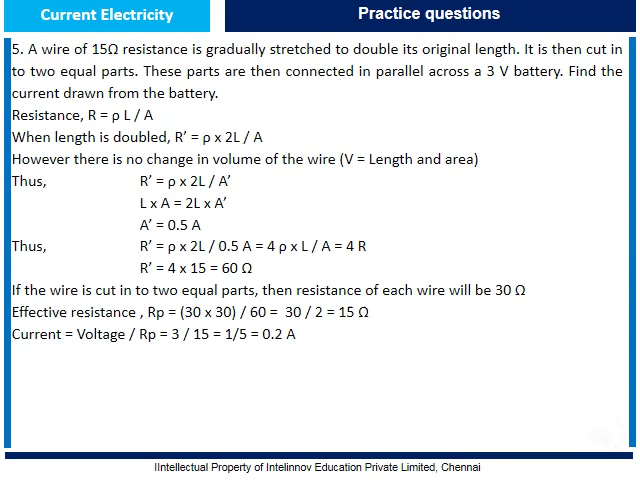 Current Electricity
Practice questions
5. A wire of 15Ω resistance is gradually stretched to double its original length. It is then cut in
to two equal parts. These parts are then connected in parallel across a 3 V battery. Find the
current drawn from the battery.
Resistance, R = ρ L / A
When length is doubled, R’ = ρ x 2L / A
However there is no change in volume of the wire (V = Length and area)
Thus, R’ = ρ x 2L / A’
L x A = 2L x A’
A’ = 0.5 A
Thus, R’ = ρ x 2L / 0.5 A = 4 ρ x L / A = 4 R
R’ = 4 x 15 = 60 Ω
If the wire is cut in to two equal parts, then resistance of each wire will be 30 Ω
Effective resistance , Rp = (30 x 30) / 60 = 30 / 2 = 15 Ω
Current = Voltage / Rp = 3 / 15 = 1/5 = 0.2 A
IIntellectual Property of Intelinnov Education Private Limited, Chennai